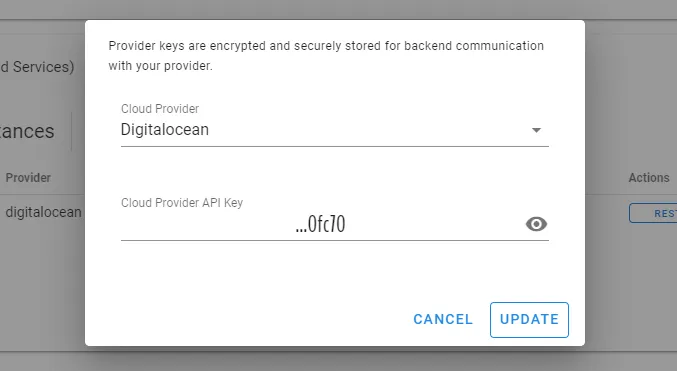 Provider keys are encrypted and securely stored for backend communication
with your provider.
d Services)
Cloud Provider
Digitalocean
tances
Provider
Actions
Cloud Provider API Key
digitalocean
...0fc70
RES
CANCEL
UPDATE